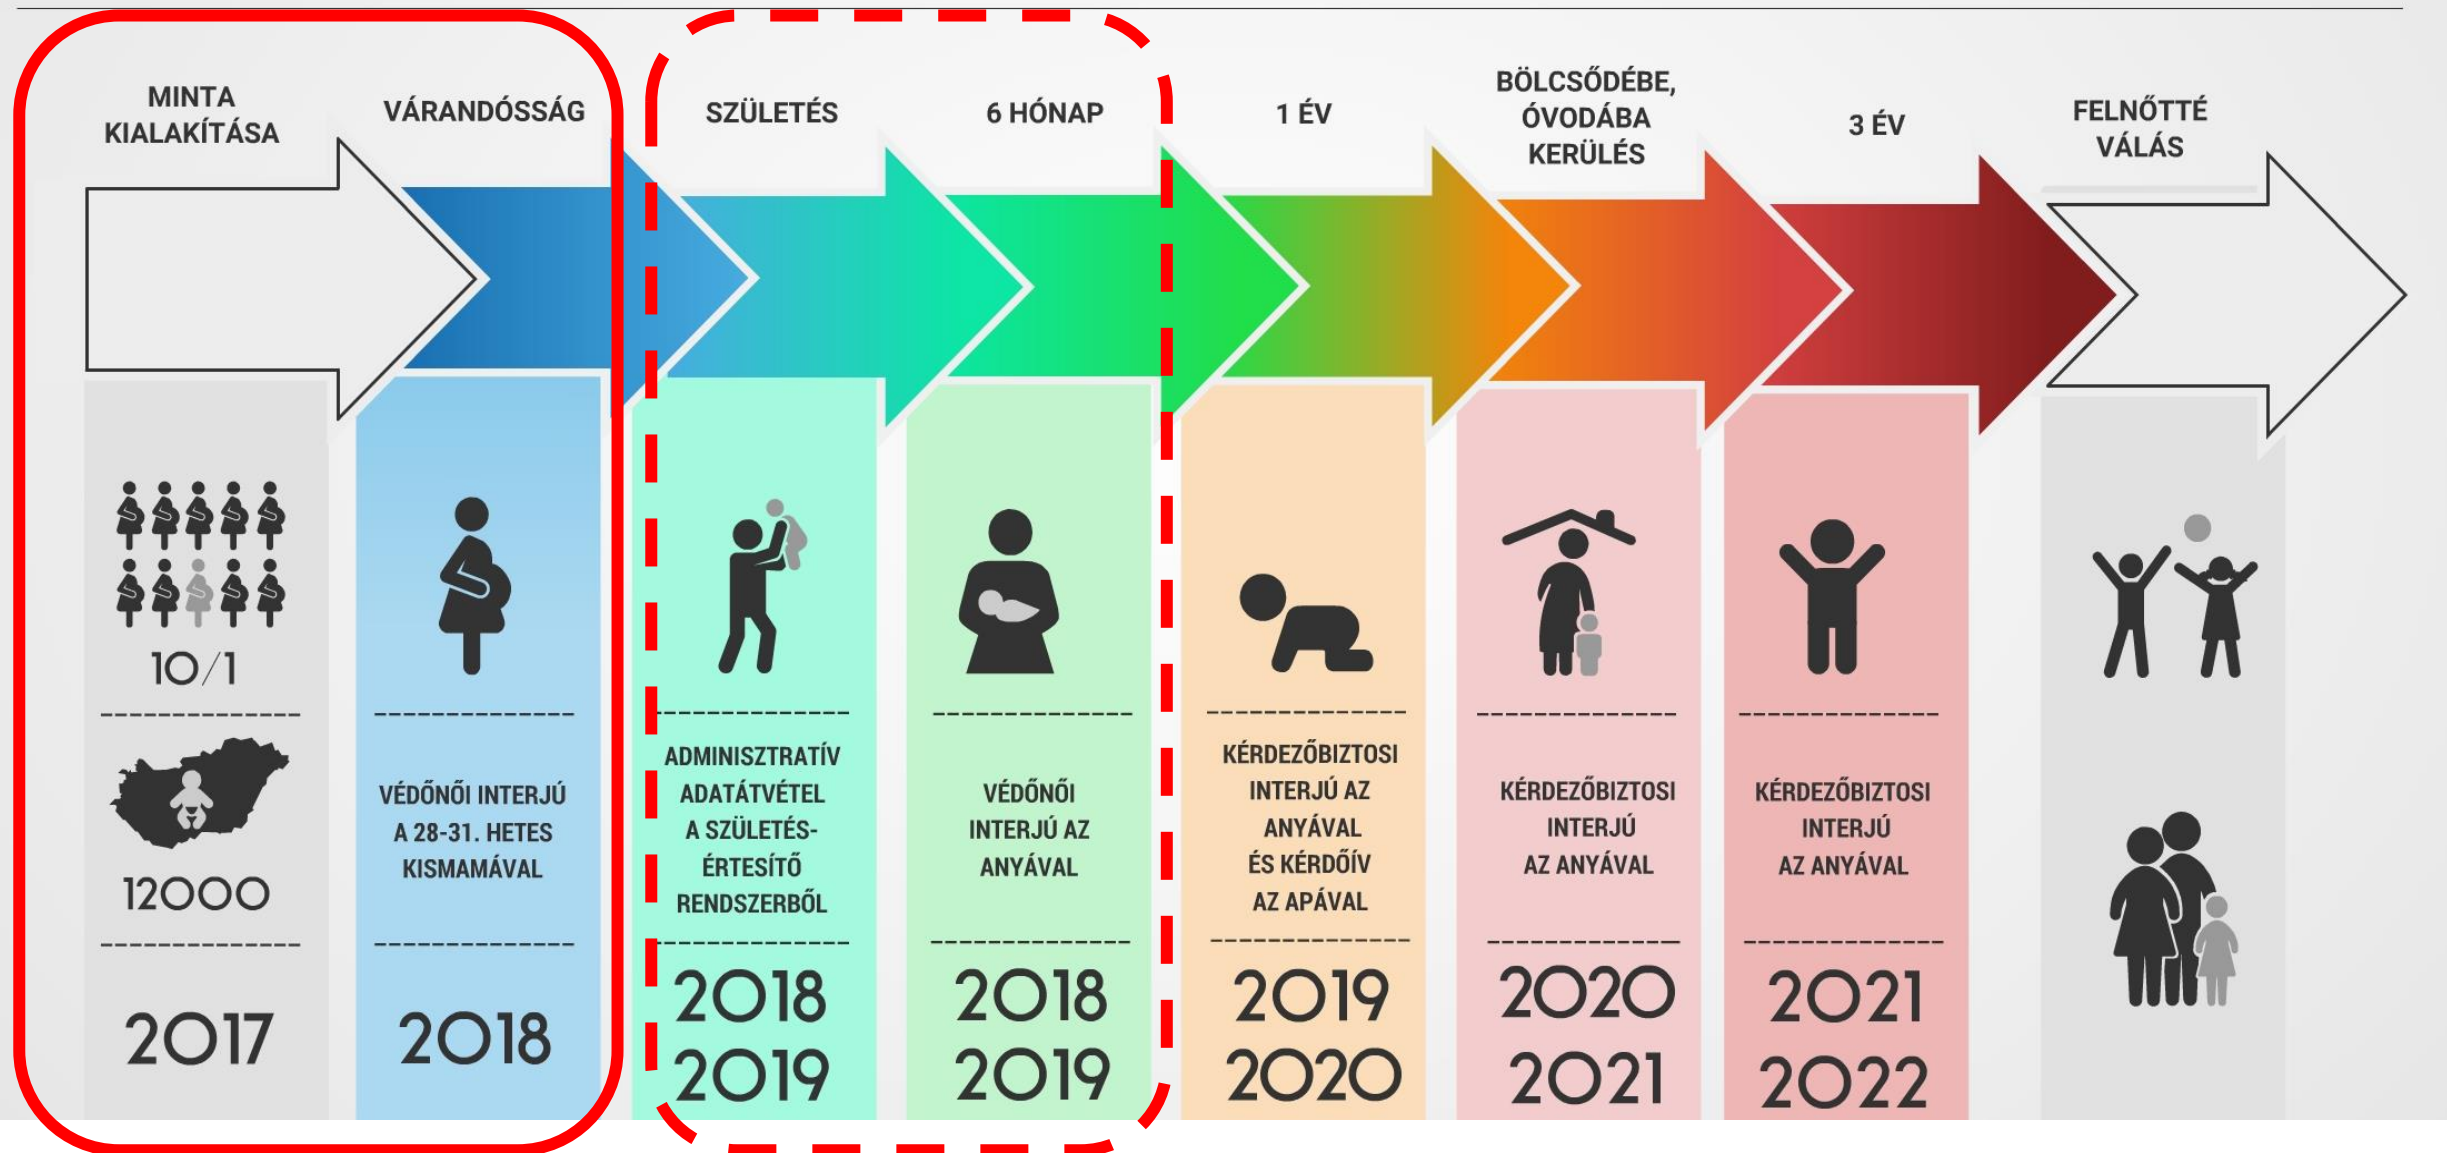 MINTA
KIALAKÍTÁSA
VÁRANDÓSSÁG
SZÜLETÉS
6 HÓNAP
1 ÉV
BÖLCSŐDÉBE,
ÓVODÁBA
KERÜLÉS
3 ÉV
FELNŐTTÉ
VÁLÁS
10/1
12000
2017
VÉDŐNŐI INTERJÚ
A 28-31. HETES
KISMAMÁVAL
2018
ADMINISZTRATÍV
ADATÁTVÉTEL
A SZÜLETÉS-
ÉRTESÍTŐ
RENDSZERBŐL
2018
2019
VÉDŐNŐI
INTERJÚ AZ
ANYÁVAL
2018
2019
KÉRDEZŐBIZTOSI
INTERJÚ AZ
ANYÁVAL
ÉS KÉRDŐÍV
AZ APÁVAL
2019
2020
KÉRDEZŐBIZTOSI
INTERJÚ
AZ ANYÁVAL
2020
2021
KÉRDEZŐBIZTOSI
INTERJÚ
AZ ANYÁVAL
2021
2022